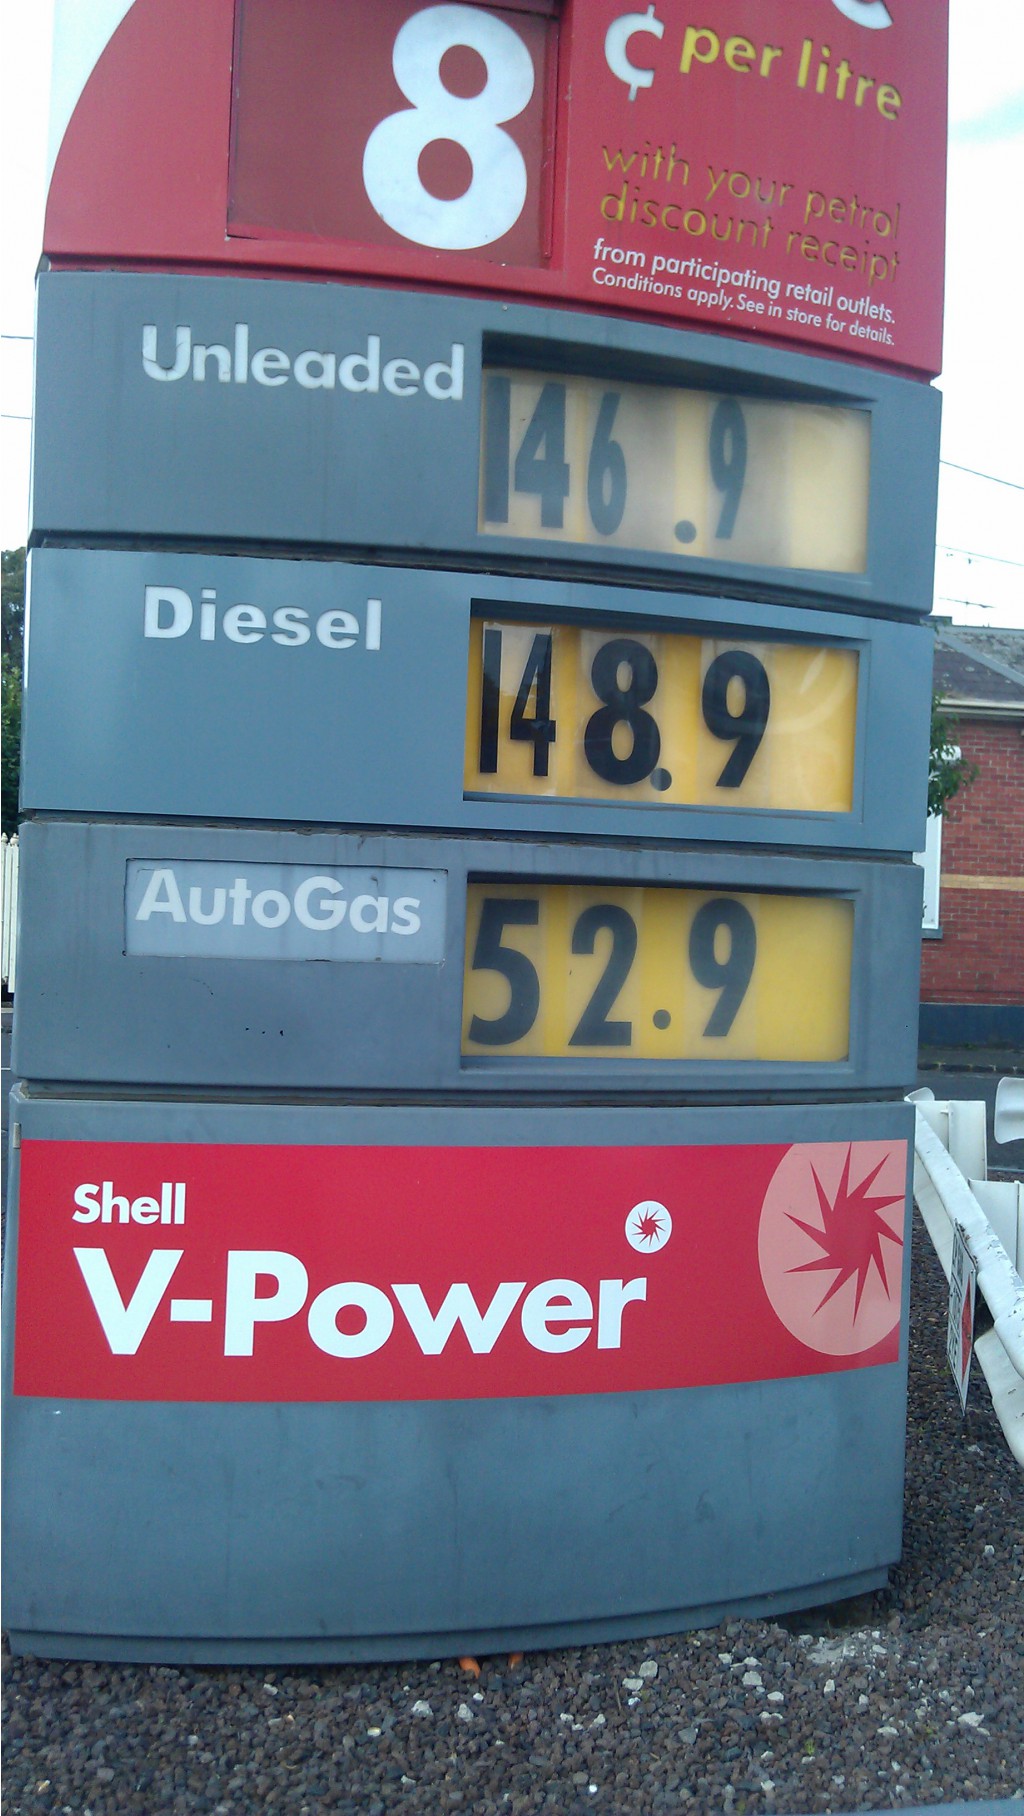 8 ¢ per litre
with your petrol
discount receipt
from participating retail outlets.
Conditions apply. See in store for details.
Unleaded 146.9
Diesel 148.9
AutoGas 52.9
Shell
V-Power